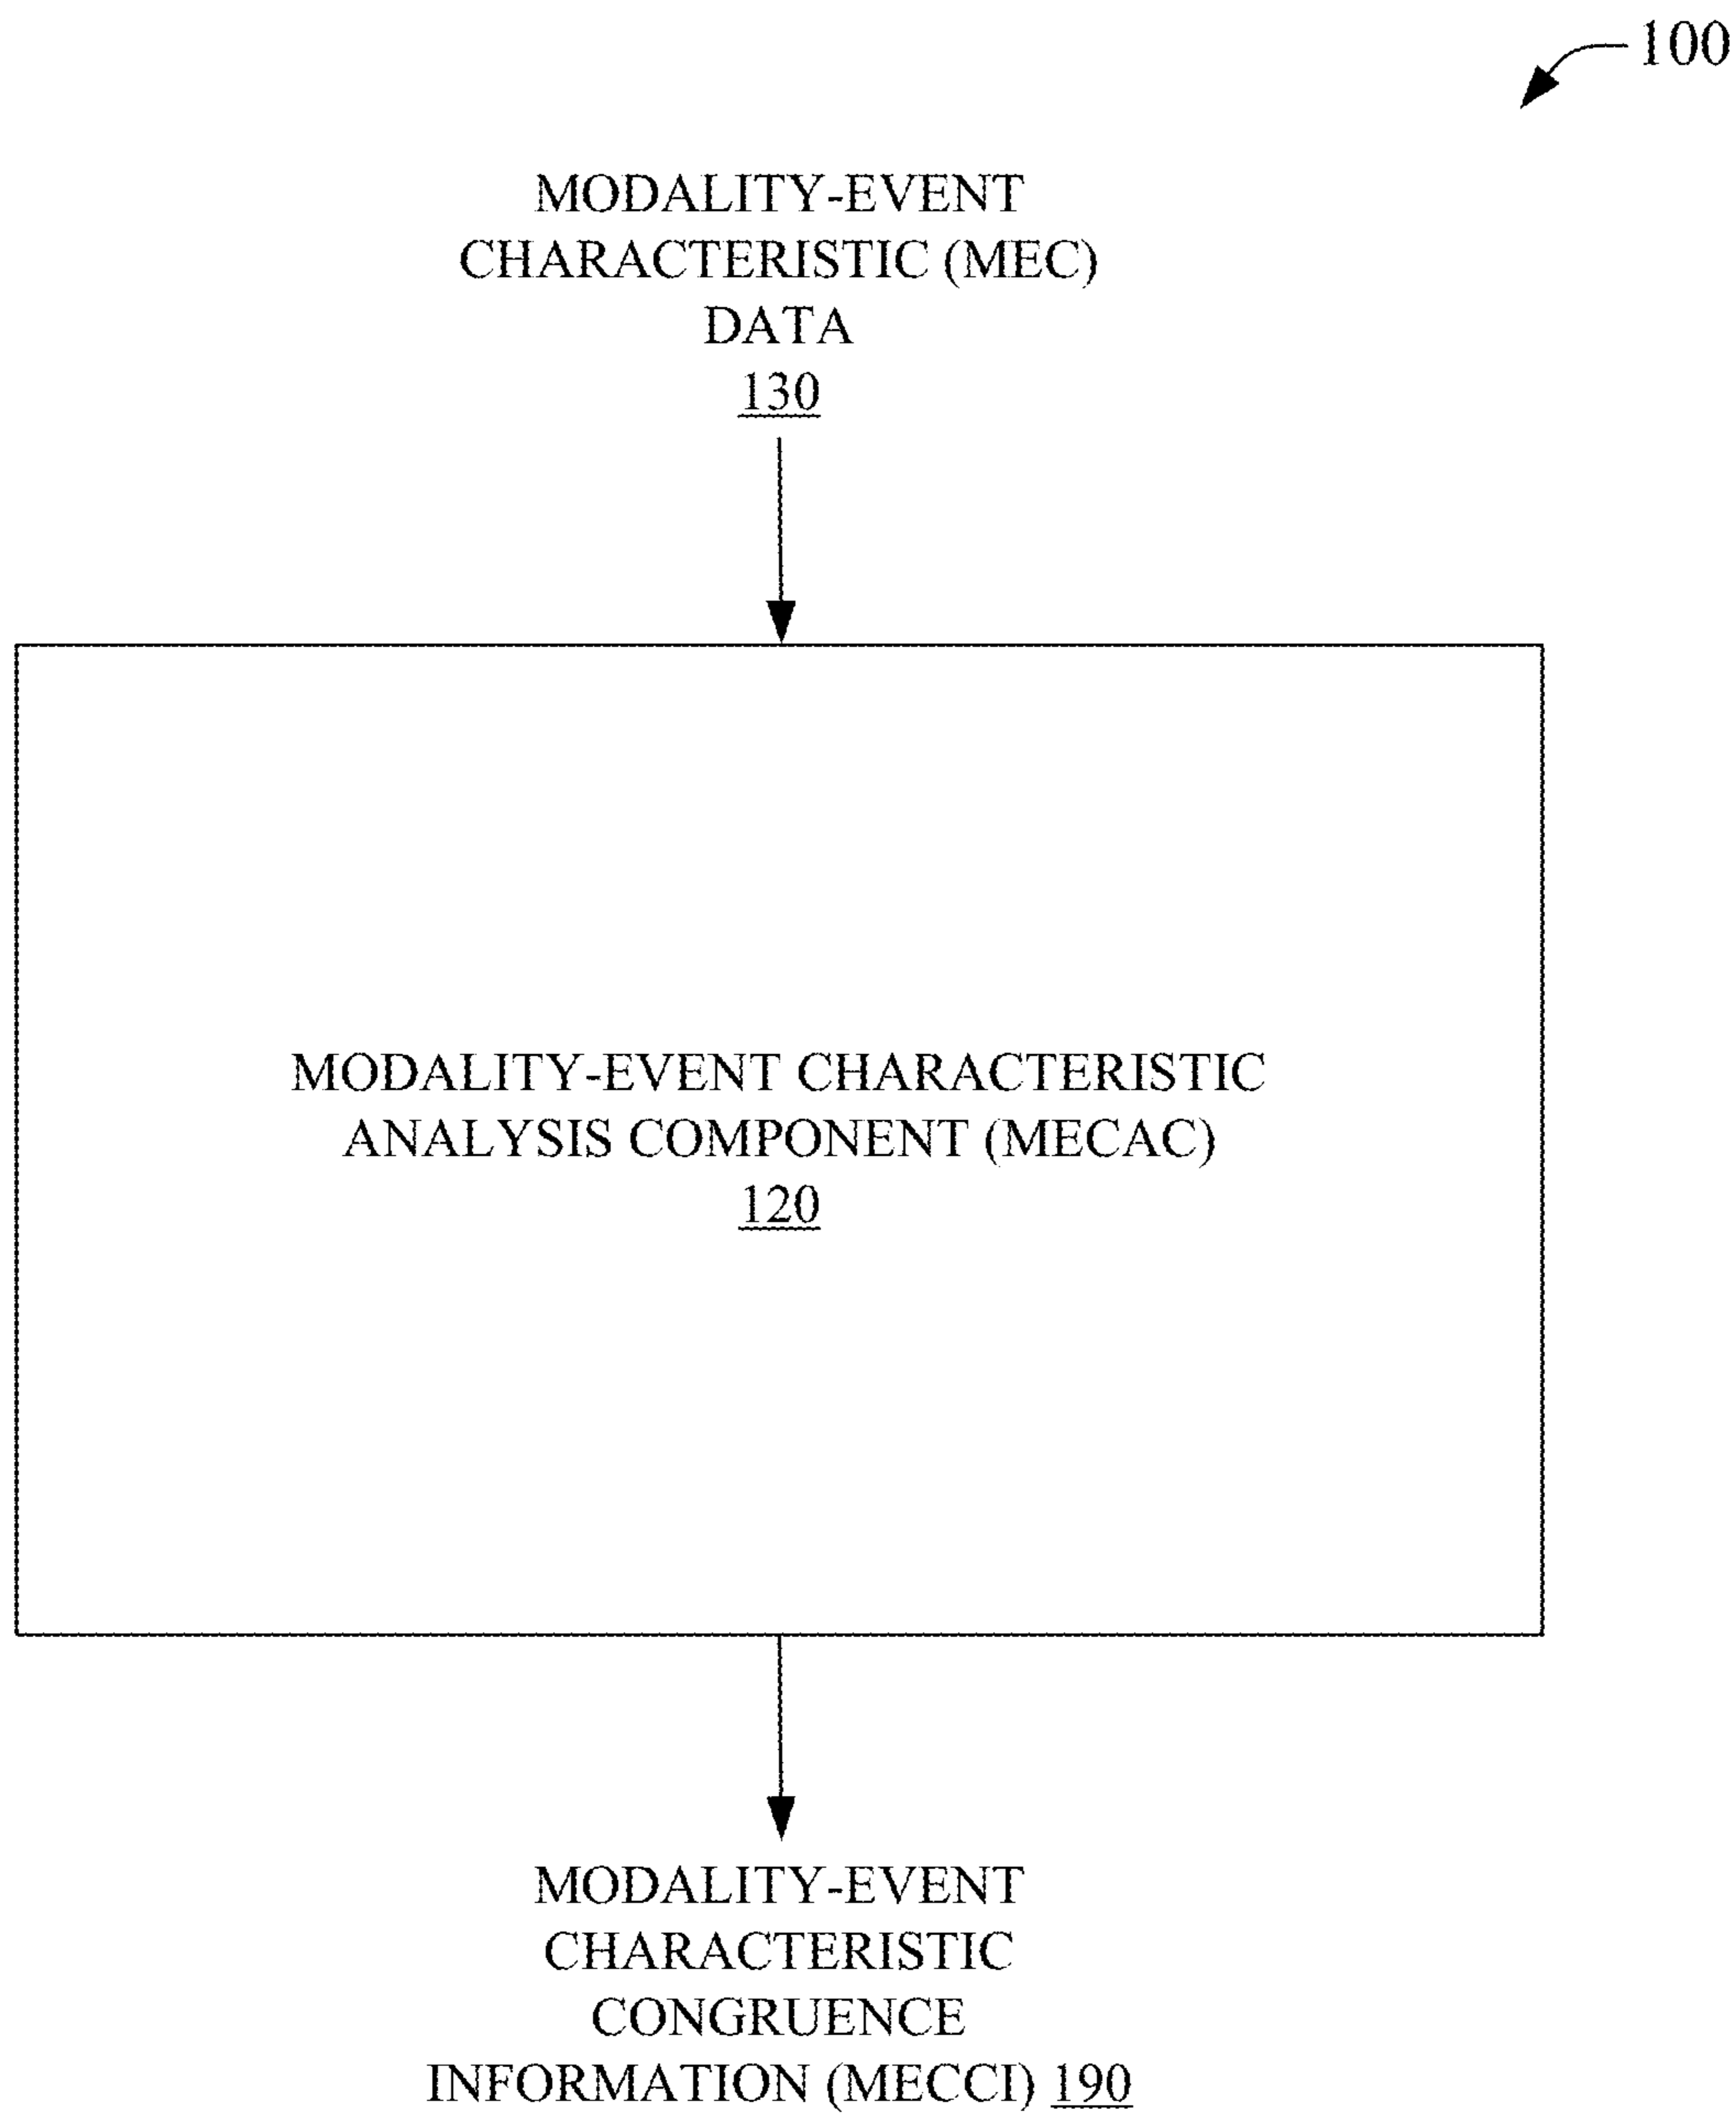 100
MODALITY-EVENT
CHARACTERISTIC (MEC)
DATA
130
MODALITY-EVENT CHARACTERISTIC
ANALYSIS COMPONENT (MECAC)
120
MODALITY-EVENT
CHARACTERISTIC
CONGRUENCE
INFORMATION (MECCI) 190